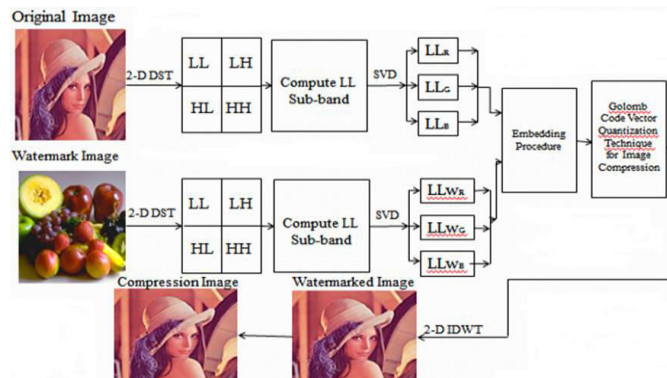 Original Image
2-D DST
LL
LH
HL
HH
Compute LL
Sub-band
SVD
LLR
LLG
LLB
Embedding
Procedure
Golomb
Code Vector
Quantization
Technique
for Image
Compression
Watermark Image
2-D DST
LL
LH
HL
HH
Compute LL
Sub-band
SVD
LLWR
LLWG
LLWB
Compression Image
Watermarked Image
2-D IDWT